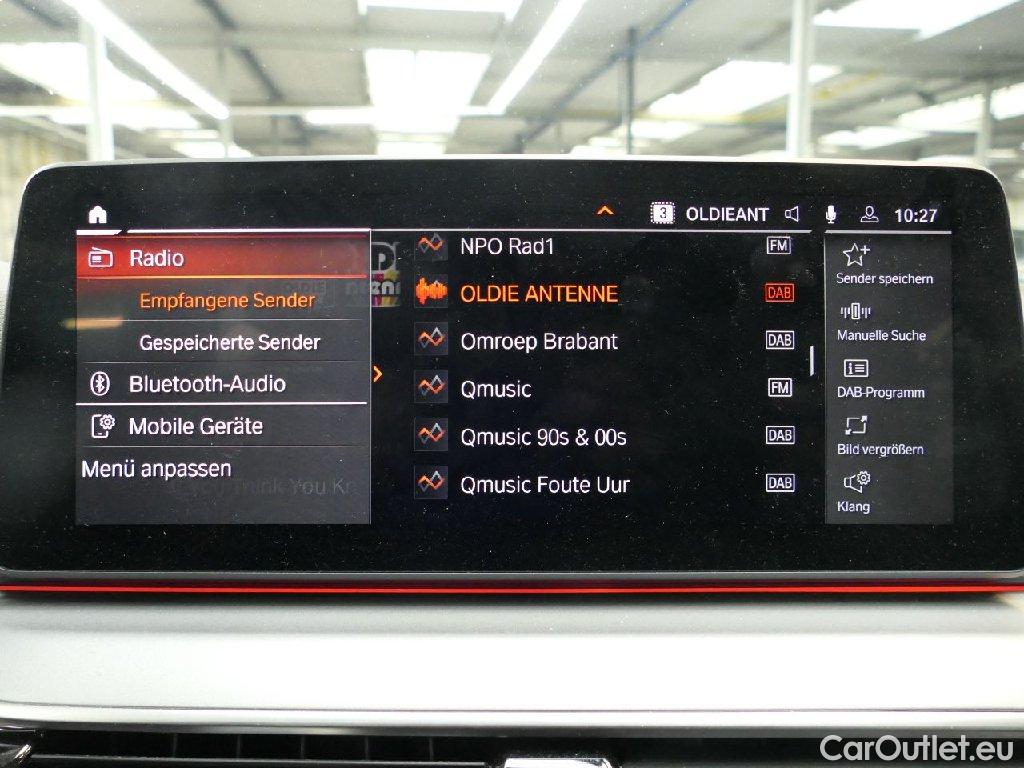 3 OLDIEANT 10:27
Radio
Empfangene Sender
Gespeicherte Sender
Bluetooth-Audio
Mobile Geräte
Menü anpassen
NPO Rad1 FM
OLDIE ANTENNE DAB
Omroep Brabant DAB
Qmusic FM
Qmusic 90s & 00s DAB
Qmusic Foute Uur DAB
Sender speichern
Manuelle Suche
DAB-Programm
Bild vergrößern
Klang
CarOutlet.eu